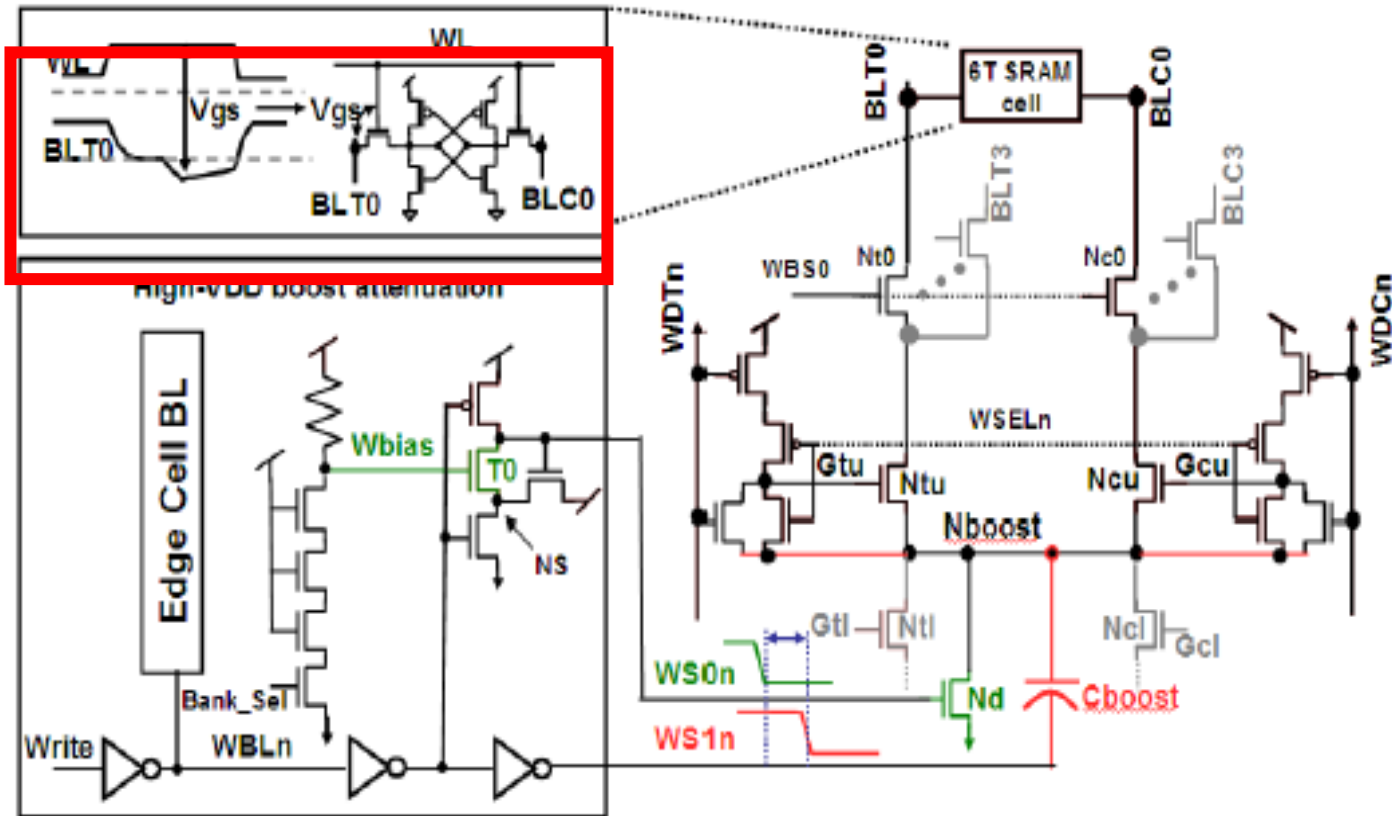 WL
WL
Vgs
Vgs
BLT0
BLT0
BLC0
BLT0
6T SRAM
cell
BLC0
BLT3
BLC3
Nt0
Nc0
WBS0
WDTn
WDCn
High-VDD boost attenuation
Edge Cell BL
Wbias
T0
NS
Bank_Sel
Write
WBLn
WSELn
Gtu
Ntu
Ncu
Gcu
Nboost
Gtl
Ntl
Ncl
Gcl
WS0n
Nd
Cboost
WS1n